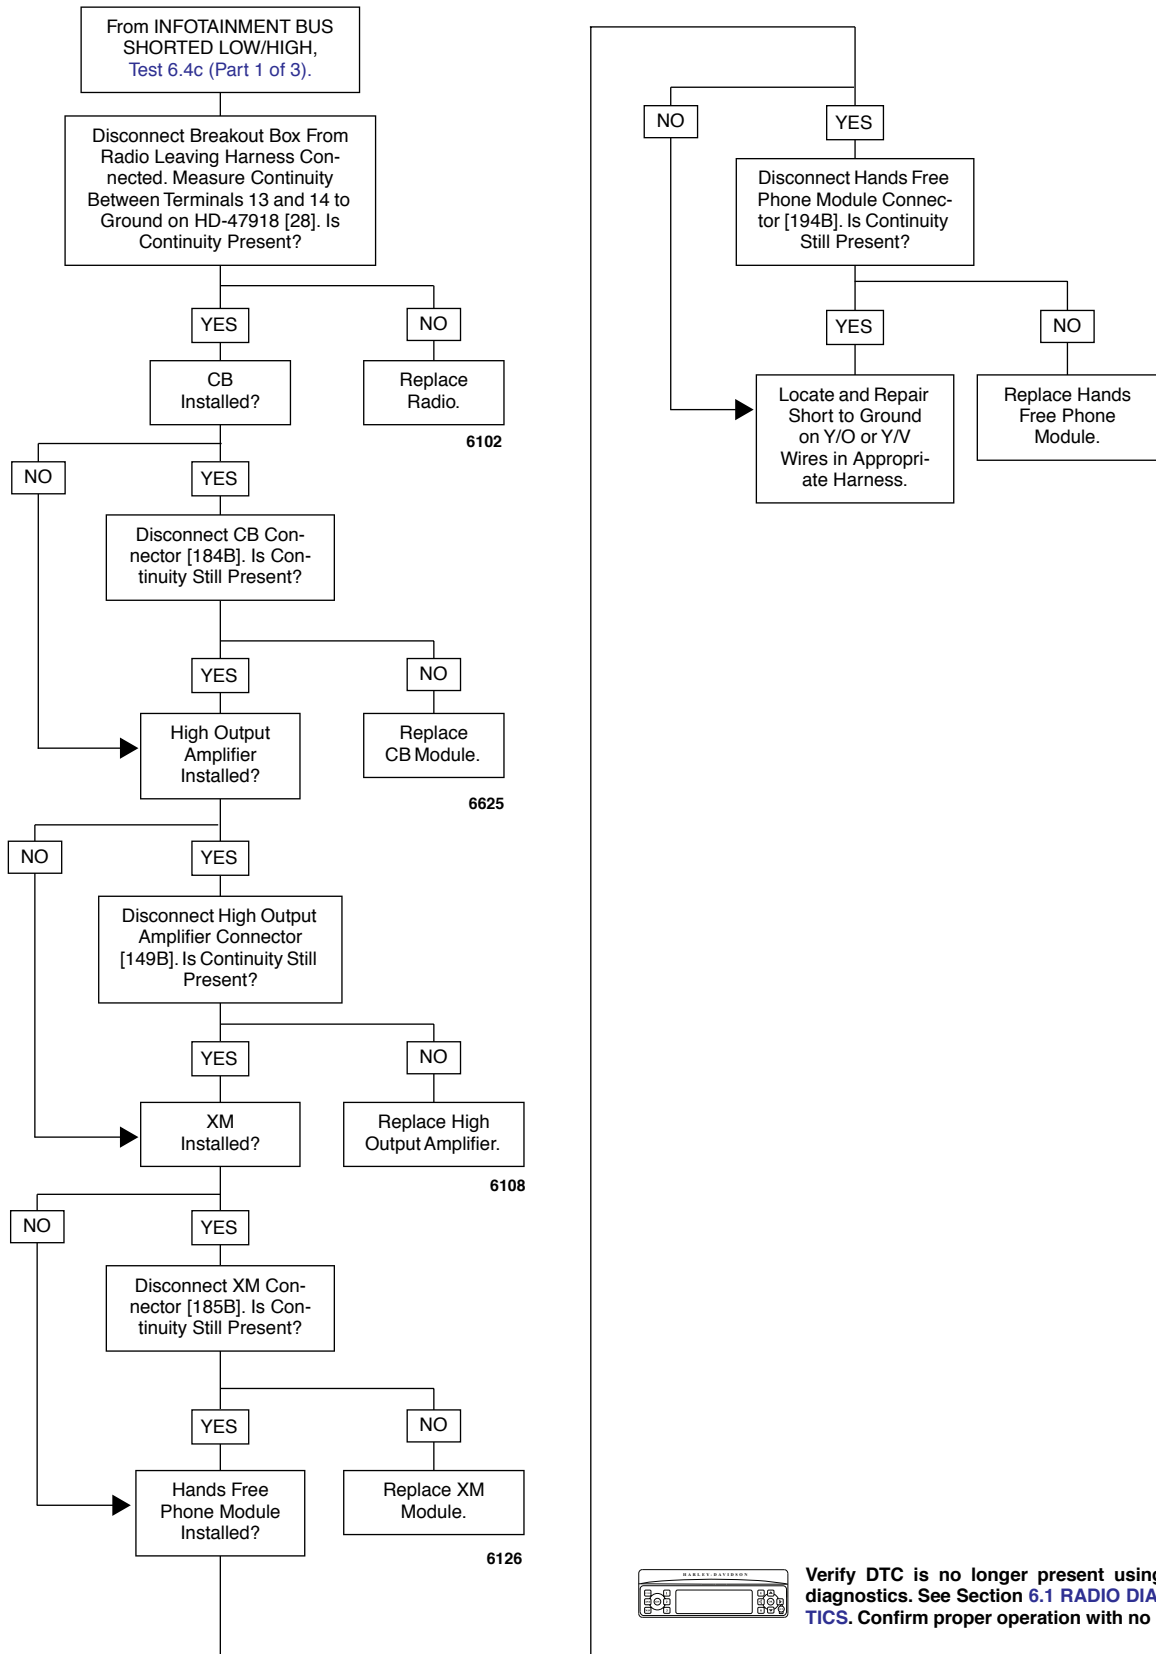 From INFOTAINMENT BUS
SHORTED LOW/HIGH,
Test 6.4c (Part 1 of 3).
Disconnect Breakout Box From
Radio Leaving Harness Con-
nected. Measure Continuity
Between Terminals 13 and 14 to
Ground on HD-47918 [28]. Is
Continuity Present?
YES
NO
CB
Installed?
Replace
Radio.
6102
NO
YES
Disconnect CB Con-
nector [184B]. Is Con-
tinuity Still Present?
YES
NO
High Output
Amplifier
Installed?
Replace
CB Module.
6625
NO
YES
Disconnect High Output
Amplifier Connector
[149B]. Is Continuity Still
Present?
YES
NO
XM
Installed?
Replace High
Output Amplifier.
6108
NO
YES
Disconnect XM Con-
nector [185B]. Is Con-
tinuity Still Present?
YES
NO
Hands Free
Phone Module
Installed?
Replace XM
Module.
6126
NO
YES
Disconnect Hands Free
Phone Module Connec-
tor [194B]. Is Continuity
Still Present?
YES
NO
Locate and Repair
Short to Ground
on Y/O or Y/V
Wires in Appropri-
ate Harness.
Replace Hands
Free Phone
Module.
HARLEY-DAVIDSON
Verify DTC is no longer present using
diagnostics. See Section 6.1 RADIO DIA
TICS. Confirm proper operation with no